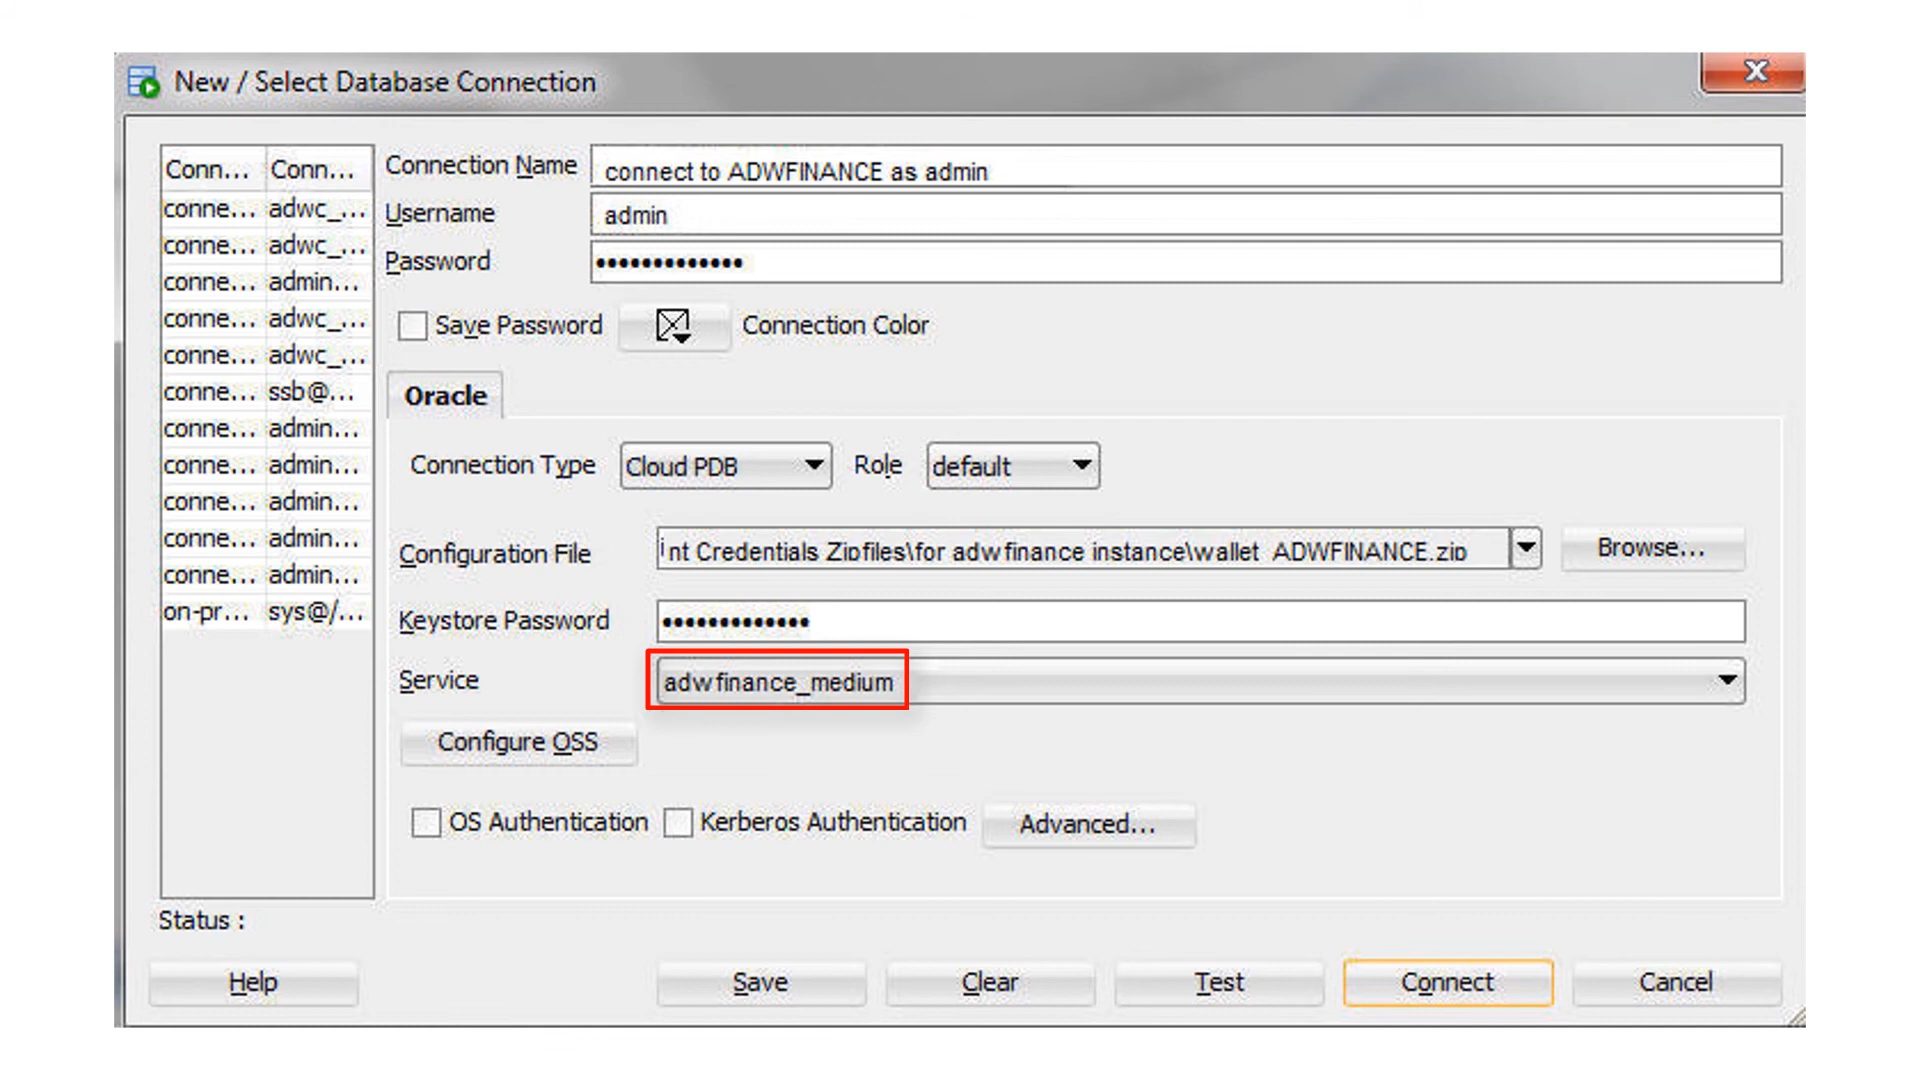 New / Select Database Connection
Conn... Conn...
conne... adwc_...
conne... adwc_...
conne... admin...
conne... adwc_...
conne... adwc_...
conne... ssb@...
conne... admin...
conne... admin...
conne... admin...
conne... admin...
conne... admin...
on-pr... sys@/...
Connection Name connect to ADWFINANCE as admin
Username admin
Password •••••••••••••
Save Password Connection Color
Oracle
Connection Type Cloud PDB Role default
Configuration File int Credentials Zipfiles\for adwfinance instance\wallet_ADWFINANCE.zip Browse...
Keystore Password •••••••••••••
Service adwfinance_medium
Configure OSS
OS Authentication Kerberos Authentication Advanced...
Status :
Help Save Clear Test Connect Cancel